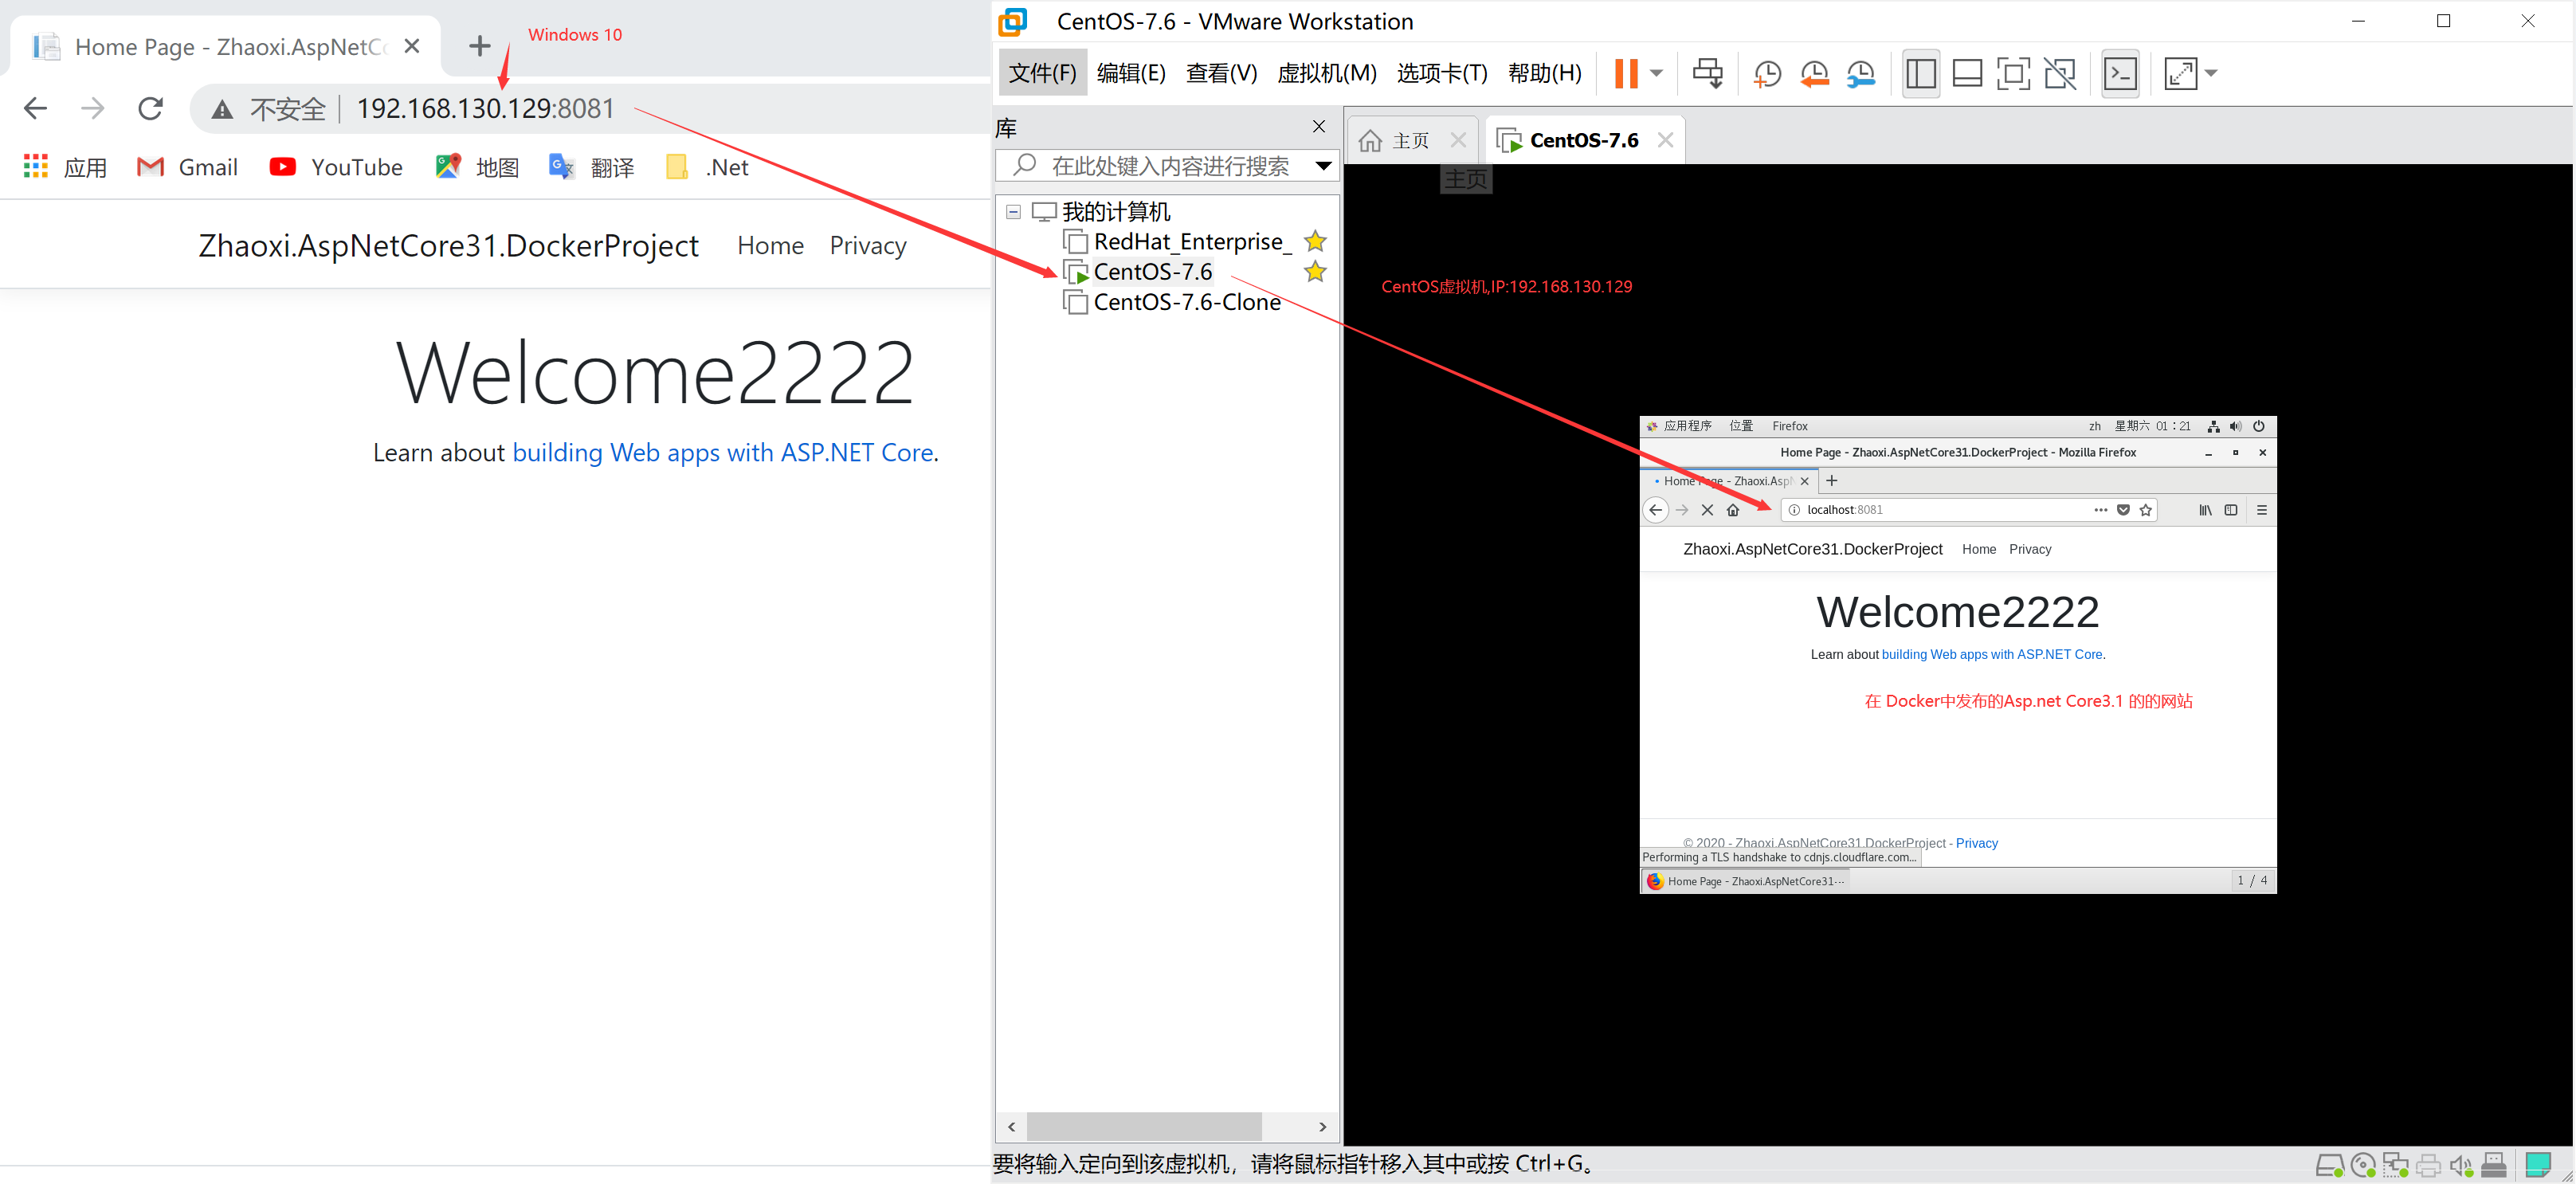 Home Page - Zhaoxi.AspNetCo
Windows 10
不安全 192.168.130.129:8081
应用 Gmail YouTube 地图 翻译 .Net
Zhaoxi.AspNetCore31.DockerProject Home Privacy
Welcome2222
Learn about building Web apps with ASP.NET Core.
CentOS-7.6 - VMware Workstation
文件(F) 编辑(E) 查看(V) 虚拟机(M) 选项卡(T) 帮助(H)
库
在此处键入内容进行搜索
我的计算机
RedHat_Enterprise_
CentOS-7.6
CentOS-7.6-Clone
主页 CentOS-7.6
主页
CentOS虚拟机,IP:192.168.130.129
应用程序 位置 Firefox zh 星期六 01：21
Home Page - Zhaoxi.AspNetCore31.DockerProject - Mozilla Firefox
Home Page - Zhaoxi.AspN
localhost:8081
Zhaoxi.AspNetCore31.DockerProject Home Privacy
Welcome2222
Learn about building Web apps with ASP.NET Core.
在 Docker中发布的Asp.net Core3.1 的的网站
© 2020 - Zhaoxi.AspNetCore31.DockerProject - Privacy
Performing a TLS handshake to cdnjs.cloudflare.com...
Home Page - Zhaoxi.AspNetCore31··· 1 / 4
要将输入定向到该虚拟机，请将鼠标指针移入其中或按 Ctrl+G。